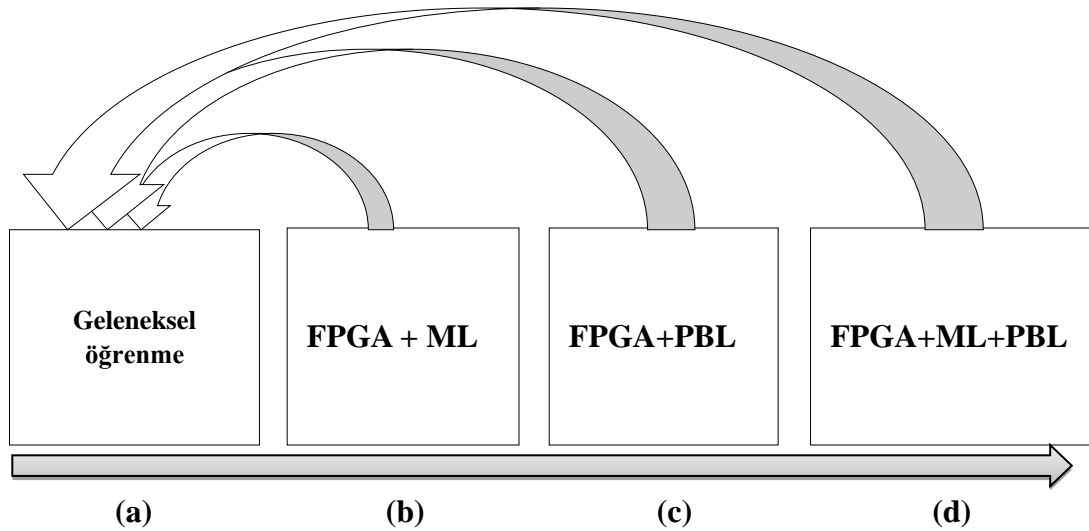 Geleneksel
öğrenme
FPGA + ML
FPGA+PBL
FPGA+ML+PBL
(a)
(b)
(c)
(d)